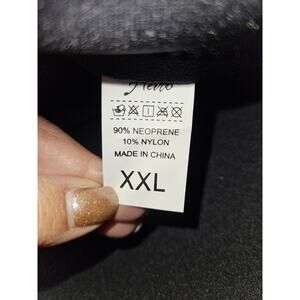 90% NEOPRENE
10% NYLON
MADE IN CHINA
XXL